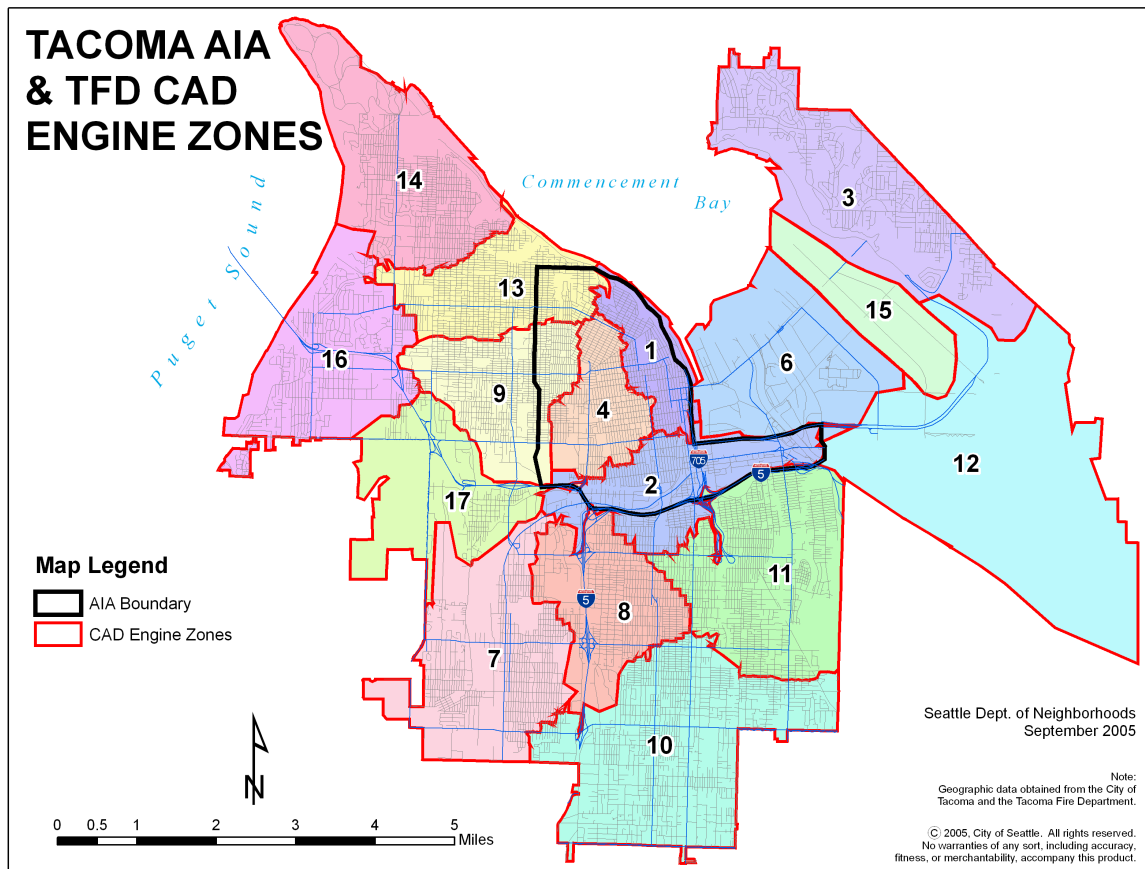 TACOMA AIA
& TFD CAD
ENGINE ZONES
Commencement
Bay
Puget Sound
14
3
13
15
1
16
6
9
4
12
2
705
5
17
11
5
8
7
10
Map Legend
AIA Boundary
CAD Engine Zones
N
0 0.5 1 2 3 4 5
Miles
Seattle Dept. of Neighborhoods
September 2005
Note:
Geographic data obtained from the City of
Tacoma and the Tacoma Fire Department.
© 2005, City of Seattle. All rights reserved.
No warranties of any sort, including accuracy,
fitness, or merchantability, accompany this product.